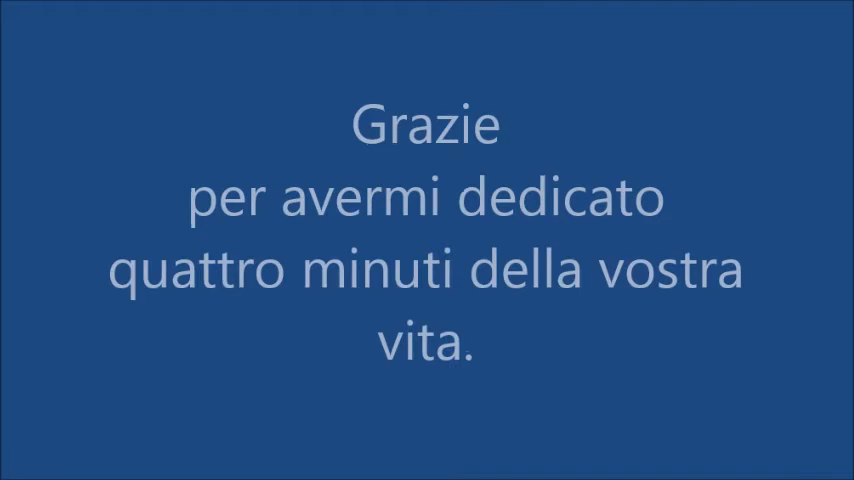 Grazie
per avermi dedicato
quattro minuti della vostra
vita.